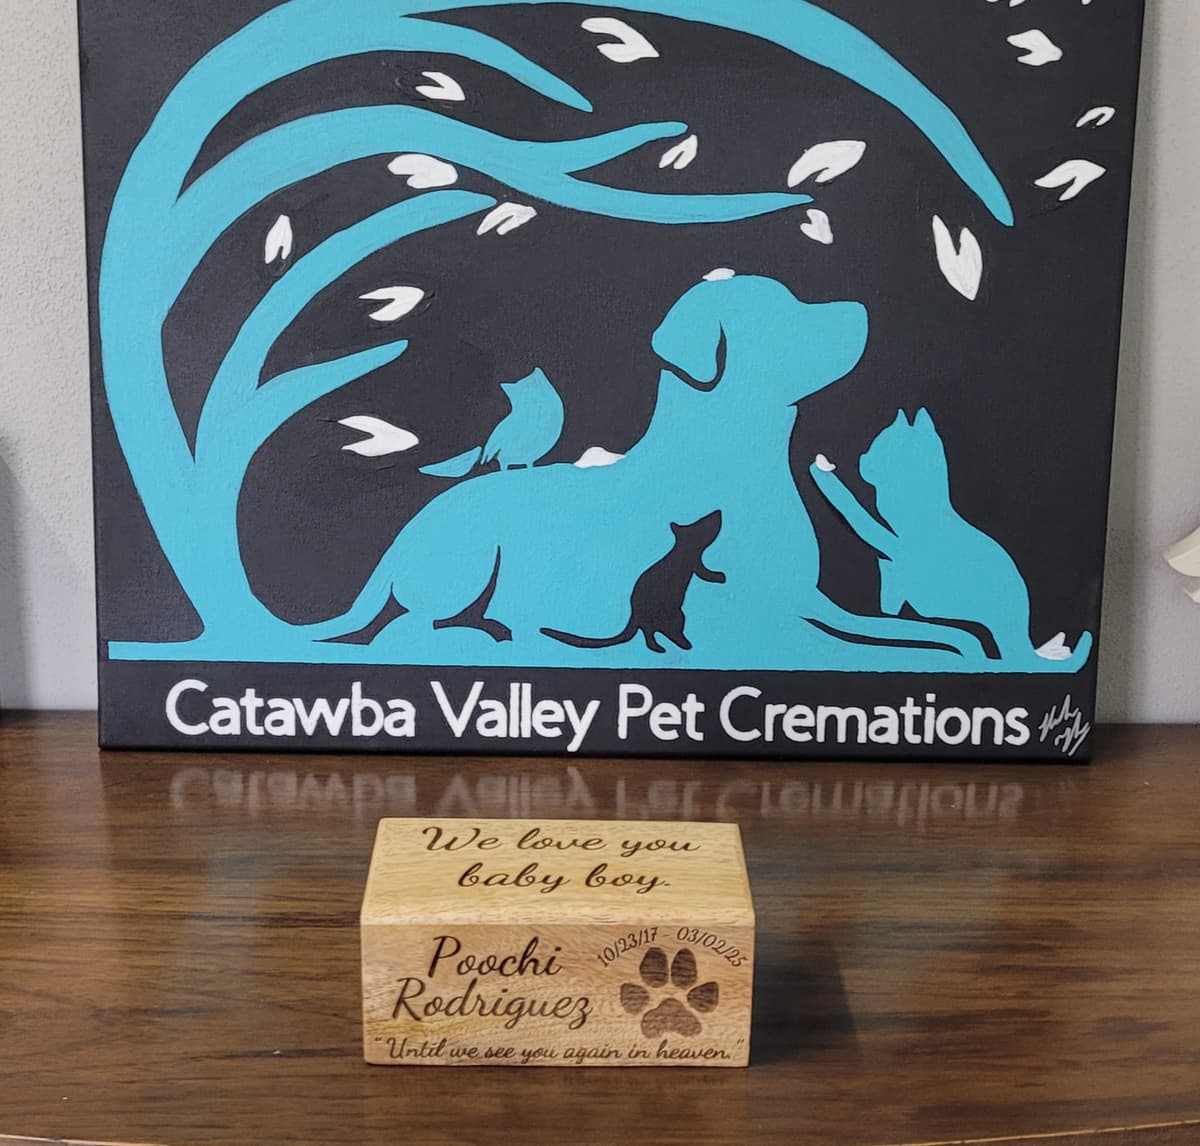 Catawba Valley Pet Cremations
We love you
baby boy.
Poochi
Rodriguez
10/23/17 - 03/02/25
"Until we see you again in heaven."